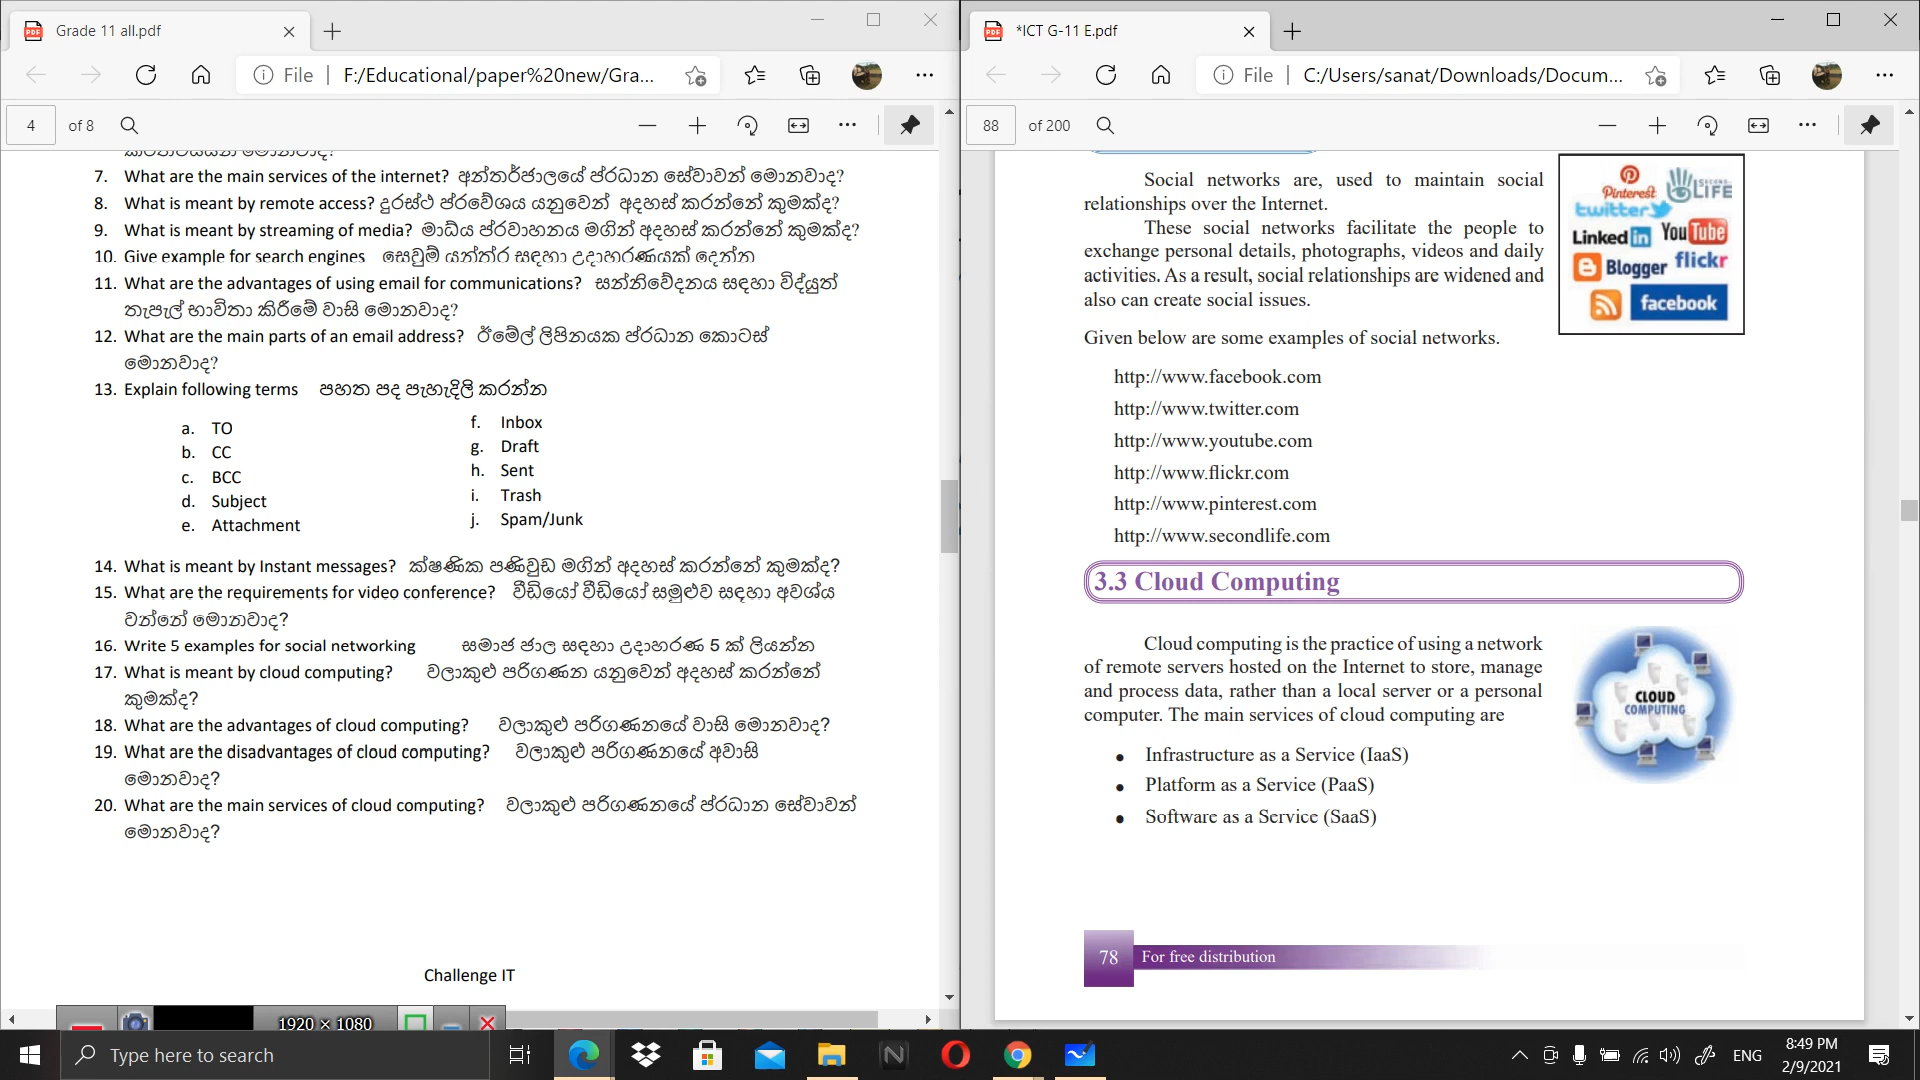 Grade 11 all.pdf
File F:/Educational/paper%20new/Gra...
4 of 8
7. What are the main services of the internet? අන්තර්ජාලයේ ප්රධාන සේවාවන් මොනවාද?
8. What is meant by remote access? දුරස්ථ ප්රවේශය යනුවෙන් අදහස් කරන්නේ කුමක්ද?
9. What is meant by streaming of media? මාධ්ය ප්රවාහනය මගින් අදහස් කරන්නේ කුමක්ද?
10. Give example for search engines සෙවුම් යන්ත්ර සඳහා උදාහරණයක් දෙන්න
11. What are the advantages of using email for communications? සන්නිවේදනය සඳහා විද්යුත්
තැපැල් භාවිතා කිරීමේ වාසි මොනවාද?
12. What are the main parts of an email address? ඊමේල් ලිපිනයක ප්රධාන කොටස්
මොනවාද?
13. Explain following terms පහත පද පැහැදිලි කරන්න
a. TO
b. CC
c. BCC
d. Subject
e. Attachment
f. Inbox
g. Draft
h. Sent
i. Trash
j. Spam/Junk
14. What is meant by Instant messages? ක්ෂණික පණිවුඩ මගින් අදහස් කරන්නේ කුමක්ද?
15. What are the requirements for video conference? වීඩියෝ වීඩියෝ සමුළුව සඳහා අවශ්ය
වන්නේ මොනවාද?
16. Write 5 examples for social networking සමාජ ජාල සඳහා උදාහරණ 5 ක් ලියන්න
17. What is meant by cloud computing? වලාකුළු පරිගණන යනුවෙන් අදහස් කරන්නේ
කුමක්ද?
18. What are the advantages of cloud computing? වලාකුළු පරිගණනයේ වාසි මොනවාද?
19. What are the disadvantages of cloud computing? වලාකුළු පරිගණනයේ අවාසි
මොනවාද?
20. What are the main services of cloud computing? වලාකුළු පරිගණනයේ ප්රධාන සේවාවන්
මොනවාද?
Challenge IT
1920 × 1080
*ICT G-11 E.pdf
File C:/Users/sanat/Downloads/Docum...
88 of 200
Social networks are, used to maintain social
relationships over the Internet.
These social networks facilitate the people to
exchange personal details, photographs, videos and daily
activities. As a result, social relationships are widened and
also can create social issues.
Pinterest SECOND LIFE
twitter
Linked in YouTube
Blogger flickr
facebook
Given below are some examples of social networks.
http://www.facebook.com
http://www.twitter.com
http://www.youtube.com
http://www.flickr.com
http://www.pinterest.com
http://www.secondlife.com
3.3 Cloud Computing
Cloud computing is the practice of using a network
of remote servers hosted on the Internet to store, manage
and process data, rather than a local server or a personal
computer. The main services of cloud computing are
CLOUD
COMPUTING
• Infrastructure as a Service (IaaS)
• Platform as a Service (PaaS)
• Software as a Service (SaaS)
78 For free distribution
Type here to search
ENG
8:49 PM
2/9/2021